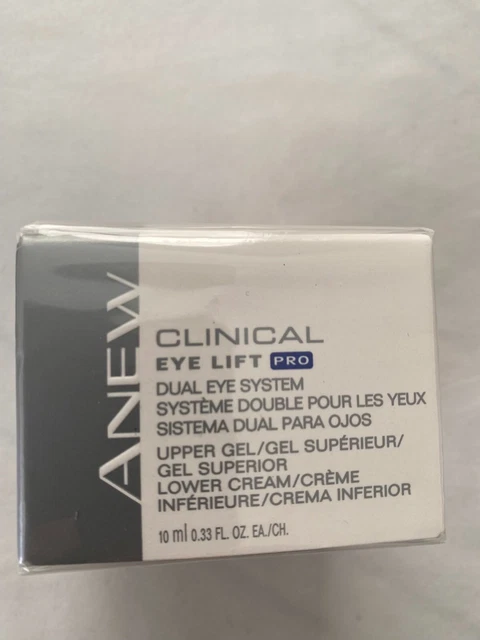 ANEW
CLINICAL
EYE LIFT PRO
DUAL EYE SYSTEM
SYSTÈME DOUBLE POUR LES YEUX
SISTEMA DUAL PARA OJOS
UPPER GEL/GEL SUPÉRIEUR/
GEL SUPERIOR
LOWER CREAM/CRÈME
INFÉRIEURE/CREMA INFERIOR
10 ml 0.33 FL. OZ. EA./CH.